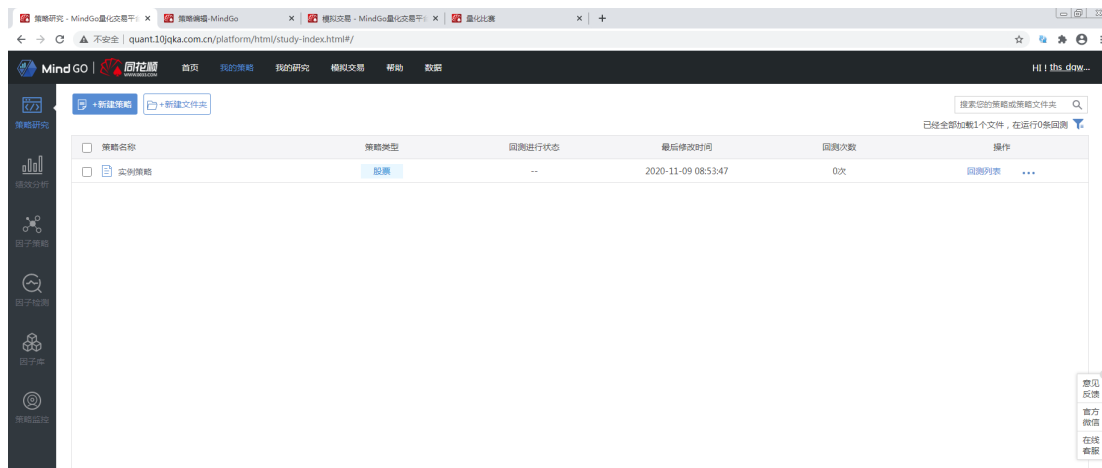 策略研究 - MindGo量化交易平台
策略编辑-MindGo
模拟交易 - MindGo量化交易平台
量化比赛
不安全 | quant.10jqka.com.cn/platform/html/study-index.html#/
Mind GO | 同花顺 首页 我的策略 我的研究 模拟交易 帮助 数据 HI ! ths_dqw...
策略研究
绩效分析
因子策略
因子检测
因子库
策略监控
+新建策略 +新建文件夹 搜索您的策略或策略文件夹
已经全部加载1个文件，在运行0条回测
策略名称 策略类型 回测进行状态 最后修改时间 回测次数 操作
实例策略 股票 -- 2020-11-09 08:53:47 0次 回测列表 ...
意见
反馈
官方
微信
在线
客服